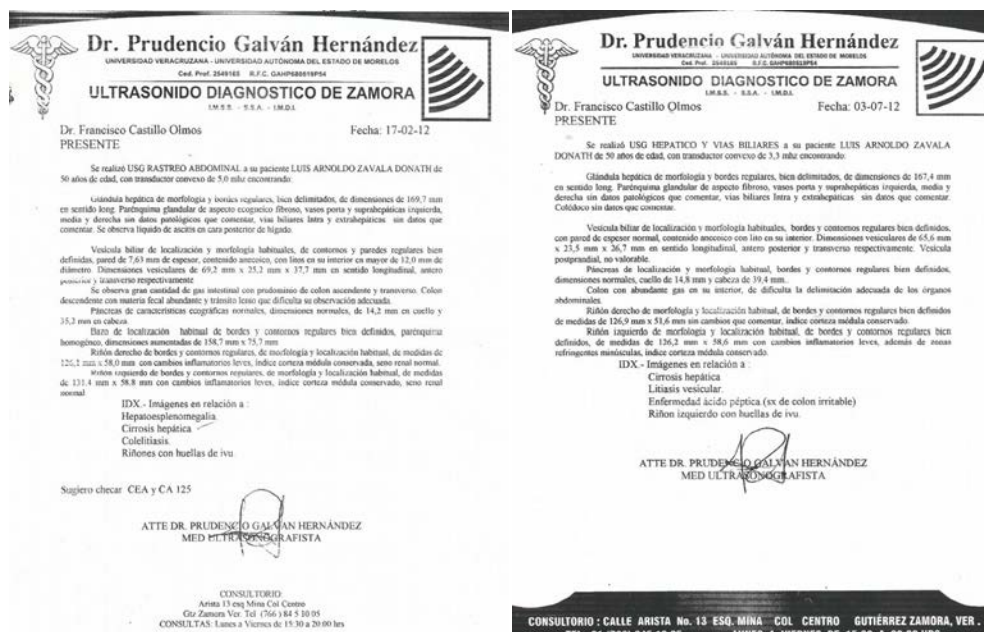 Dr. Prudencio Galván Hernández
UNIVERSIDAD VERACRUZANA - UNIVERSIDAD AUTÓNOMA DEL ESTADO DE MORELOS
Ced. Prof. 2549165 R.F.C. GAHP680519P54
ULTRASONIDO DIAGNOSTICO DE ZAMORA
I.M.S.S. - S.S.A. - I.M.D.I.
Dr. Francisco Castillo Olmos Fecha: 17-02-12
PRESENTE
Se realizó USG RASTREO ABDOMINAL a su paciente LUIS ARNOLDO ZAVALA DONATH de
50 años de edad, con transductor convexo de 5,0 mhz encontrando:
Glándula hepática de morfología y bordes regulares, bien delimitados, de dimensiones de 169,7 mm
en sentido long. Parénquima glandular de aspecto ecogueico fibroso, vasos porta y suprahepáticas izquierda,
media y derecha sin datos patológicos que comentar, vías biliares Intra y extrahepáticas sin datos que
comentar. Se observa líquido de ascitis en cara posterior de hígado.
Vesícula biliar de localización y morfología habituales, de contornos y paredes regulares bien
definidas, pared de 7,63 mm de espesor, contenido anecoico, con litos en su interior en mayor de 12,0 mm de
diámetro. Dimensiones vesiculares de 69,2 mm x 25,2 mm x 37,7 mm en sentido longitudinal, antero
posterior y transverso respectivamente
Se observa gran cantidad de gas intestinal con predominio de colon ascendente y transverso. Colon
descendente con materia fecal abundante y tránsito lento que dificulta su observación adecuada.
Páncreas de características ecográficas normales, dimensiones normales, de 14,2 mm en cuello y
35,2 mm en cabeza.
Bazo de localización habitual de bordes y contornos regulares bien definidos, parénquima
homogéneo, dimensiones aumentadas de 158,7 mm x 75,7 mm
Riñón derecho de bordes y contornos regulares, de morfología y localización habitual, de medidas de
126,2 mm x 58,0 mm con cambios inflamatorios leves, índice corteza médula conservada, seno renal normal.
Riñón izquierdo de bordes y contornos regulares, de morfología y localización habitual, de medidas
de 131,4 mm x 58,8 mm con cambios inflamatorios leves, índice corteza médula conservado, seno renal
normal
IDX.- Imágenes en relación a :
Hepatoesplenomegalia.
Cirrosis hepática
Colelitiasis.
Riñones con huellas de ivu.
Sugiero checar CEA y CA 125
ATTE DR. PRUDENCIO GALVAN HERNÁNDEZ
MED ULTRASONOGRAFISTA
CONSULTORIO:
Arista 13 esq Mina Col Centro
Gtz Zamora Ver. Tel (766) 84 5 10 05
CONSULTAS: Lunes a Viernes de 15:30 a 20:00 hrs
Dr. Prudencio Galván Hernández
UNIVERSIDAD VERACRUZANA - UNIVERSIDAD AUTÓNOMA DEL ESTADO DE MORELOS
Ced. Prof. 2549165 R.F.C. GAHP680519P54
ULTRASONIDO DIAGNOSTICO DE ZAMORA
I.M.S.S. - S.S.A. - I.M.D.I.
Dr. Francisco Castillo Olmos Fecha: 03-07-12
PRESENTE
Se realizó USG HEPATICO Y VIAS BILIARES a su paciente LUIS ARNOLDO ZAVALA
DONATH de 50 años de edad, con transductor convexo de 3,3 mhz encontrando:
Glándula hepática de morfología y bordes regulares, bien delimitados, de dimensiones de 167,4 mm
en sentido long. Parénquima glandular de aspecto fibroso, vasos porta y suprahepáticas izquierda, media y
derecha sin datos patológicos que comentar, vías biliares Intra y extrahepáticas sin datos que comentar.
Colédoco sin datos que comentar.
Vesícula biliar de localización y morfología habituales, bordes y contornos regulares bien definidos,
con pared de espesor normal, contenido anecoico con lito en su interior. Dimensiones vesiculares de 65,6 mm
x 23,5 mm x 26,7 mm en sentido longitudinal, antero posterior y transverso respectivamente. Vesícula
postprandial, no valorable.
Páncreas de localización y morfología habitual, bordes y contornos regulares bien definidos,
dimensiones normales, cuello de 14,8 mm y cabeza de 39,4 mm..
Colon con abundante gas en su interior, de dificulta la delimitación adecuada de los órganos
abdominales.
Riñón derecho de morfología y localización habitual, de bordes y contornos regulares bien definidos
de medidas de 126,9 mm x 51,6 mm sin cambios que comentar, índice corteza médula conservado.
Riñón izquierdo de morfología y localización habitual, de bordes y contornos regulares bien
definidos, de medidas de 126,2 mm x 58,6 mm con cambios inflamatorios leves, además de zonas
refringentes minúsculas, índice corteza médula conservado.
IDX.- Imágenes en relación a :
Cirrosis hepática
Litiasis vesicular.
Enfermedad ácido péptica (sx de colon irritable)
Riñon izquierdo con huellas de ivu.
ATTE DR. PRUDENCIO GALVAN HERNÁNDEZ
MED ULTRASONOGRAFISTA
CONSULTORIO : CALLE ARISTA No. 13 ESQ. MINA COL CENTRO GUTIÉRREZ ZAMORA, VER .